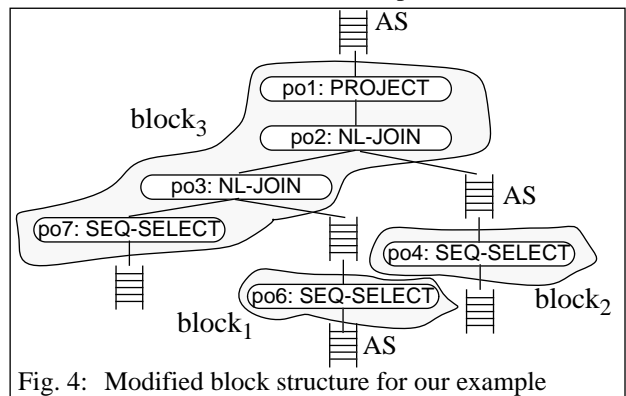 AS
po1: PROJECT
block3
po2: NL-JOIN
po3: NL-JOIN
AS
po7: SEQ-SELECT
po4: SEQ-SELECT
po6: SEQ-SELECT
block2
block1
AS
Fig. 4: Modified block structure for our example